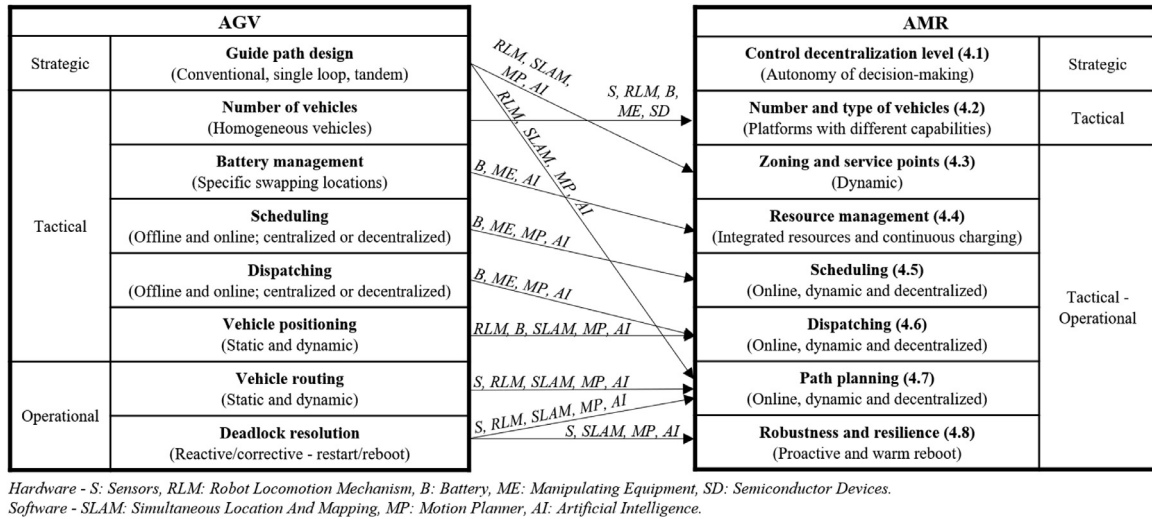 AGV
Strategic
Guide path design
(Conventional, single loop, tandem)
Tactical
Number of vehicles
(Homogeneous vehicles)
Battery management
(Specific swapping locations)
Scheduling
(Offline and online; centralized or decentralized)
Dispatching
(Offline and online; centralized or decentralized)
Vehicle positioning
(Static and dynamic)
Operational
Vehicle routing
(Static and dynamic)
Deadlock resolution
(Reactive/corrective - restart/reboot)
RLM, SLAM,
MP, AI
RLM, SLAM, MP, AI
S, RLM, B,
ME, SD
B, ME, AI
B, ME, MP, AI
B, ME, MP, AI
RLM, B, SLAM, MP, AI
S, RLM, SLAM, MP, AI
S, RLM, SLAM, MP, AI
S, SLAM, MP, AI
AMR
Control decentralization level (4.1)
(Autonomy of decision-making)
Strategic
Number and type of vehicles (4.2)
(Platforms with different capabilities)
Tactical
Zoning and service points (4.3)
(Dynamic)
Resource management (4.4)
(Integrated resources and continuous charging)
Scheduling (4.5)
(Online, dynamic and decentralized)
Dispatching (4.6)
(Online, dynamic and decentralized)
Path planning (4.7)
(Online, dynamic and decentralized)
Robustness and resilience (4.8)
(Proactive and warm reboot)
Tactical -
Operational
Hardware - S: Sensors, RLM: Robot Locomotion Mechanism, B: Battery, ME: Manipulating Equipment, SD: Semiconductor Devices.
Software - SLAM: Simultaneous Location And Mapping, MP: Motion Planner, AI: Artificial Intelligence.